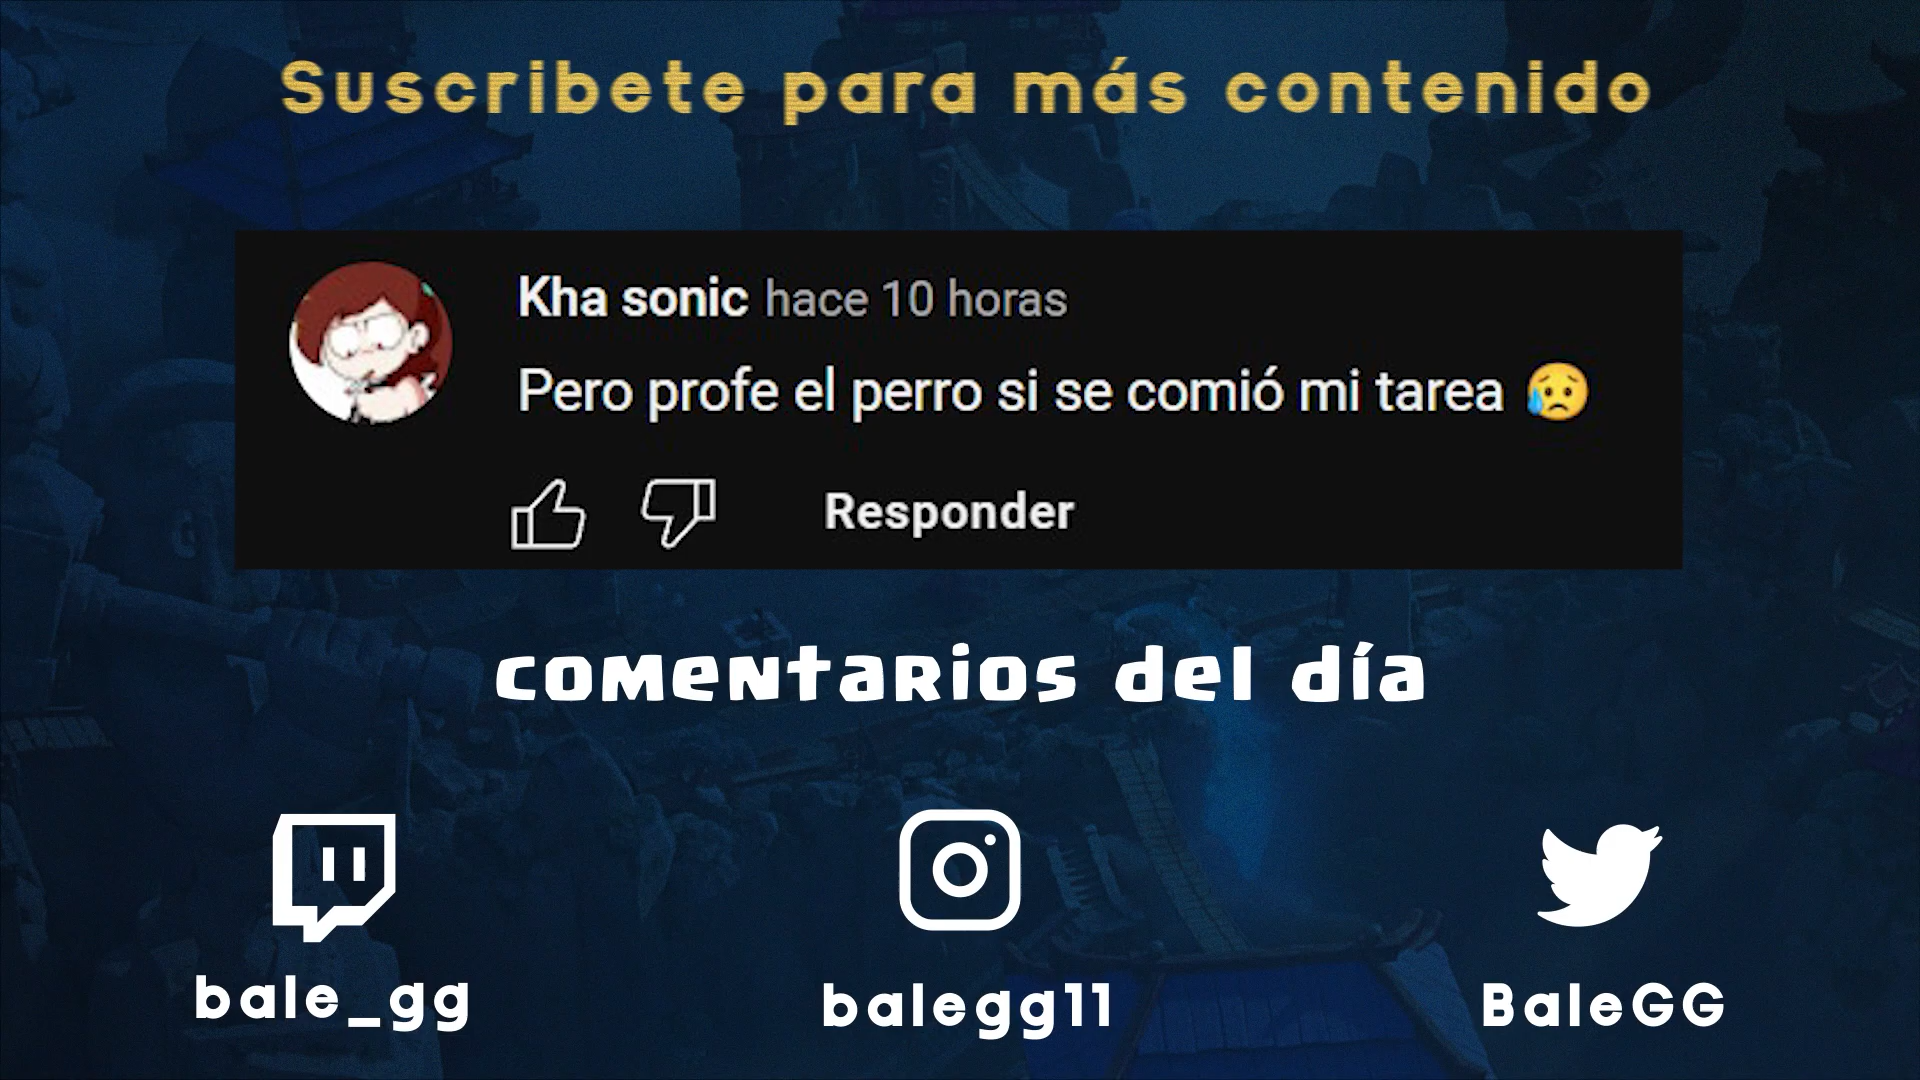 Suscribete para más contenido
Kha sonic hace 10 horas
Pero profe el perro si se comió mi tarea 😥
Responder
comentarios del día
bale_gg
balegg11
BaleGG